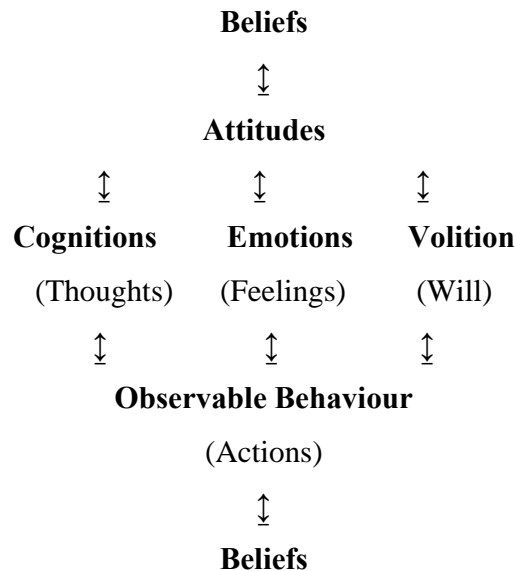 Beliefs
↨
Attitudes
↨ ↨ ↨
Cognitions Emotions Volition
(Thoughts) (Feelings) (Will)
↨ ↨ ↨
Observable Behaviour
(Actions)
↨
Beliefs